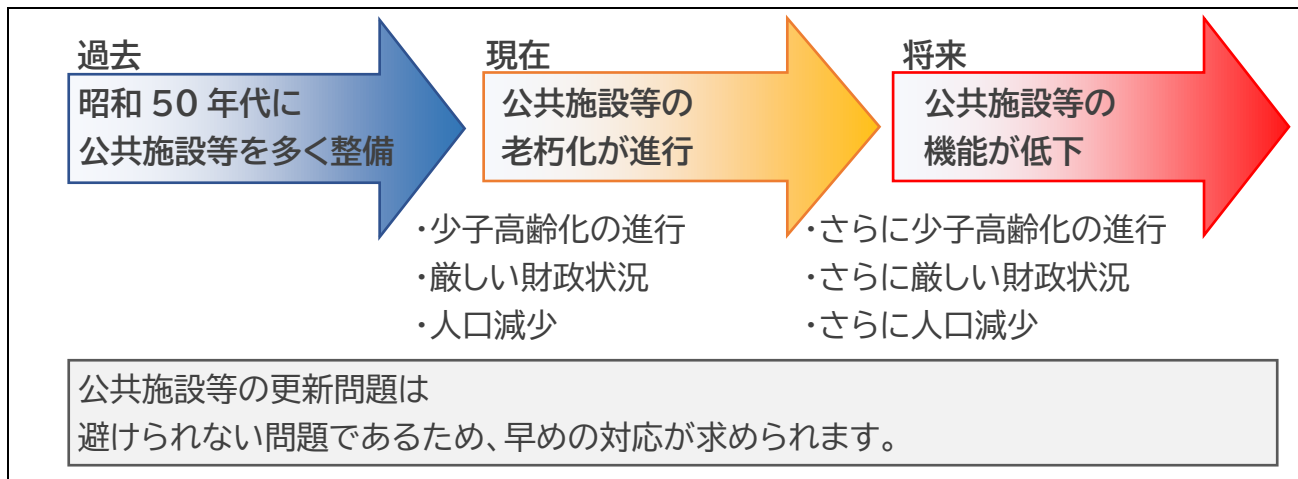 過去
昭和 50 年代に
公共施設等を多く整備
現在
公共施設等の
老朽化が進行
・少子高齢化の進行
・厳しい財政状況
・人口減少
将来
公共施設等の
機能が低下
・さらに少子高齢化の進行
・さらに厳しい財政状況
・さらに人口減少
公共施設等の更新問題は
避けられない問題であるため、早めの対応が求められます。